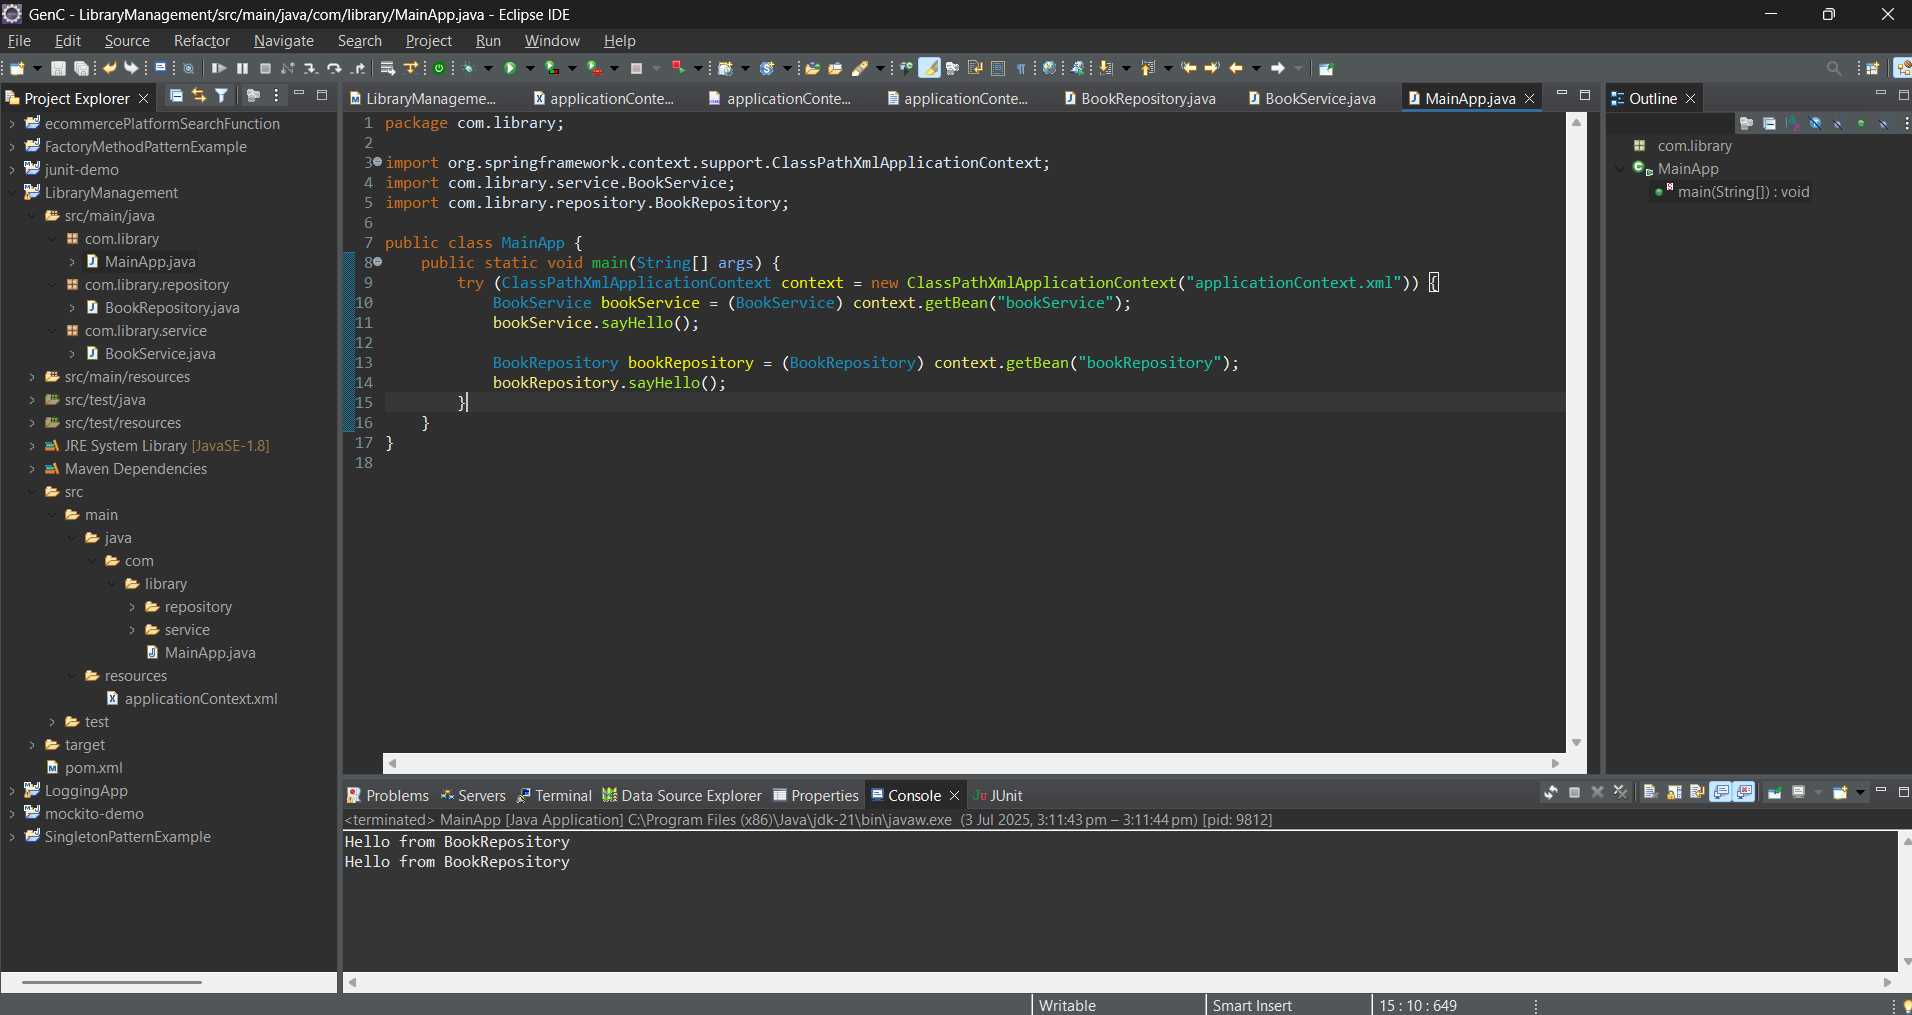 GenC - LibraryManagement/src/main/java/com/library/MainApp.java - Eclipse IDE
File Edit Source Refactor Navigate Search Project Run Window Help
Project Explorer
ecommercePlatformSearchFunction
FactoryMethodPatternExample
junit-demo
LibraryManagement
src/main/java
com.library
MainApp.java
com.library.repository
BookRepository.java
com.library.service
BookService.java
src/main/resources
src/test/java
src/test/resources
JRE System Library [JavaSE-1.8]
Maven Dependencies
src
main
java
com
library
repository
service
MainApp.java
resources
applicationContext.xml
test
target
pom.xml
LoggingApp
mockito-demo
SingletonPatternExample
LibraryManageme... applicationConte... applicationConte... applicationConte... BookRepository.java BookService.java MainApp.java
1 package com.library;
2
3 import org.springframework.context.support.ClassPathXmlApplicationContext;
4 import com.library.service.BookService;
5 import com.library.repository.BookRepository;
6
7 public class MainApp {
8     public static void main(String[] args) {
9         try (ClassPathXmlApplicationContext context = new ClassPathXmlApplicationContext("applicationContext.xml")) {
10             BookService bookService = (BookService) context.getBean("bookService");
11             bookService.sayHello();
12
13             BookRepository bookRepository = (BookRepository) context.getBean("bookRepository");
14             bookRepository.sayHello();
15         }
16     }
17 }
18
Outline
com.library
MainApp
main(String[]) : void
Problems Servers Terminal Data Source Explorer Properties Console JUnit
<terminated> MainApp [Java Application] C:\Program Files (x86)\Java\jdk-21\bin\javaw.exe (3 Jul 2025, 3:11:43 pm – 3:11:44 pm) [pid: 9812]
Hello from BookRepository
Hello from BookRepository
Writable Smart Insert 15 : 10 : 649